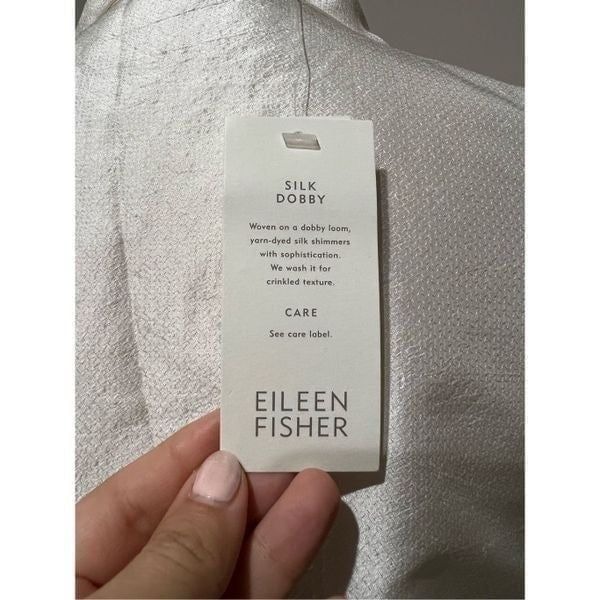 SILK
DOBBY
Woven on a dobby loom,
yarn-dyed silk shimmers
with sophistication.
We wash it for
crinkled texture.
CARE
See care label.
EILEEN
FISHER